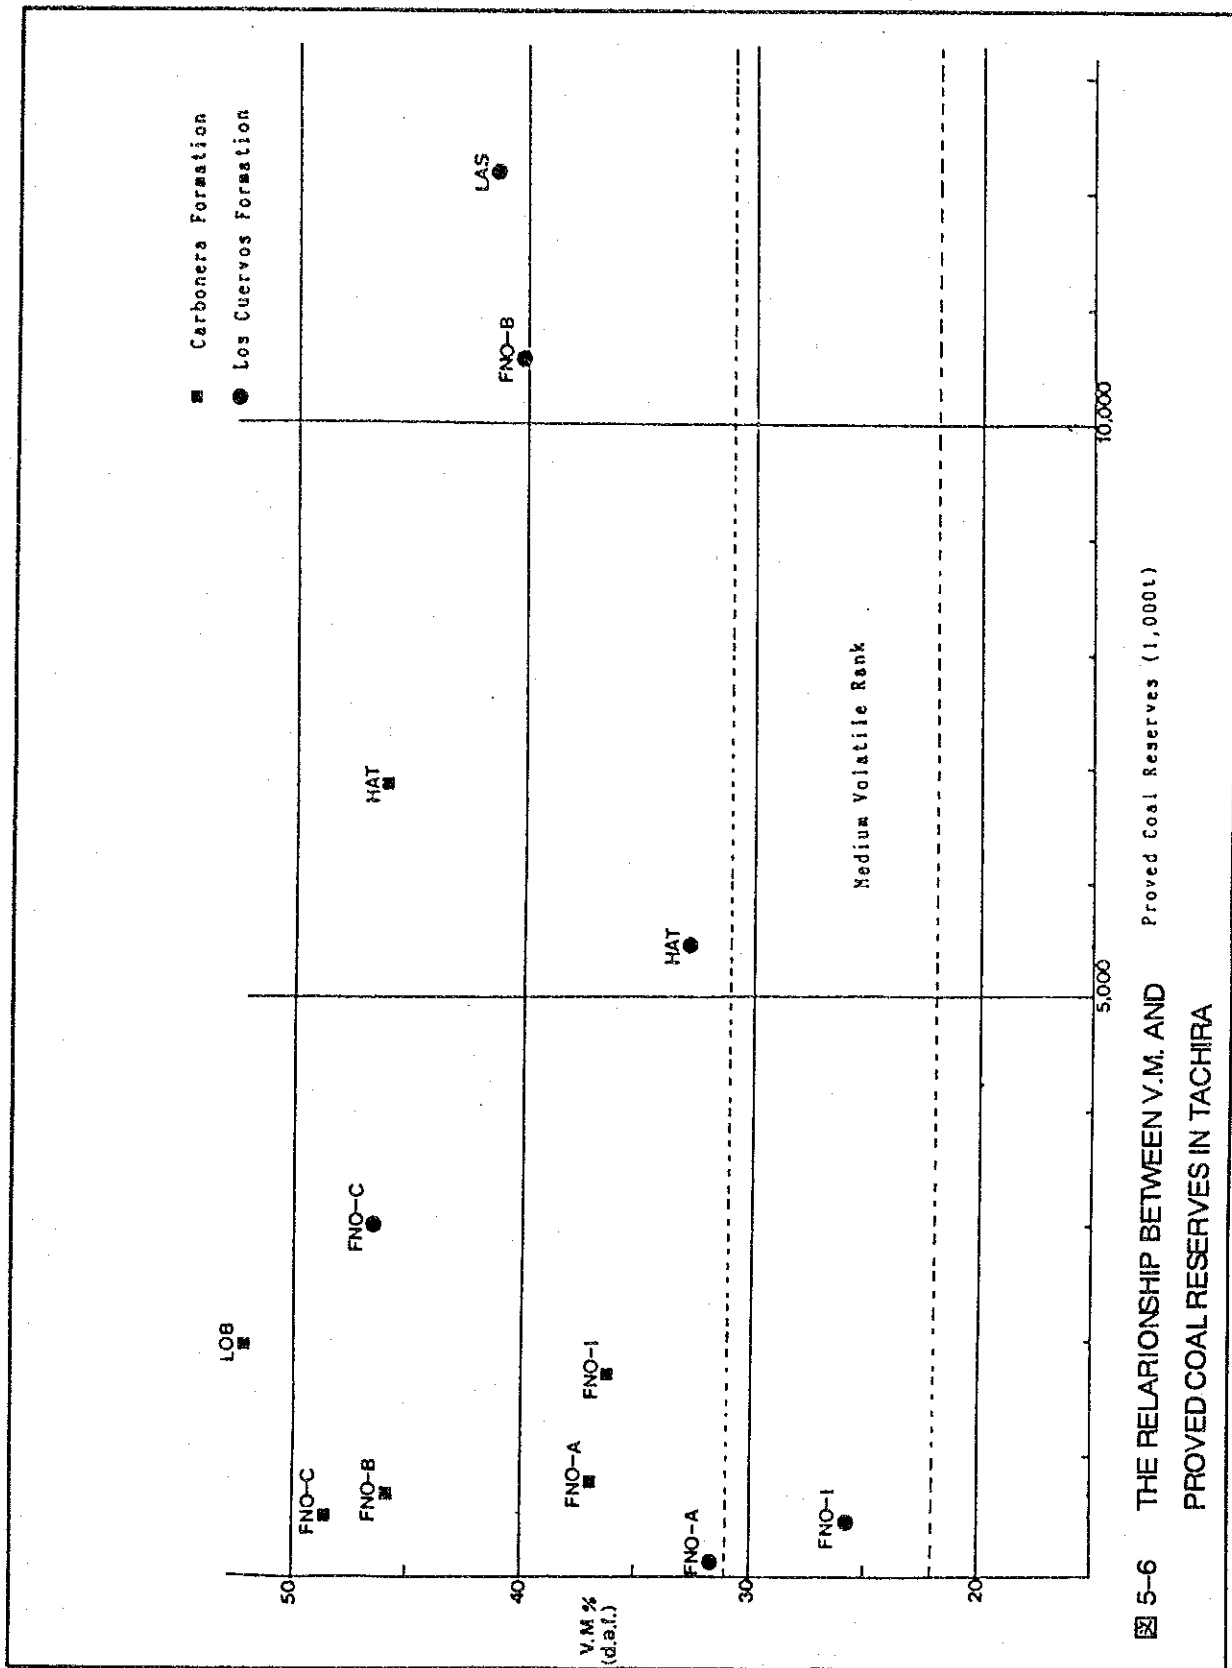 ■ Carbonera Formation
● Los Cuervos Formation
LOB
50
FNO-C
FNO-B
FNO-C
HAT
LAS
FNO-B
40
V.M %
(d.a.f.)
FNO-A
FNO-I
HAT
FNO-A
30
FNO-I
Medium Volatile Rank
20
5,000
10,000
Proved Coal Reserves (1,000t)
図 5-6 THE RELARIONSHIP BETWEEN V.M. AND
PROVED COAL RESERVES IN TACHIRA